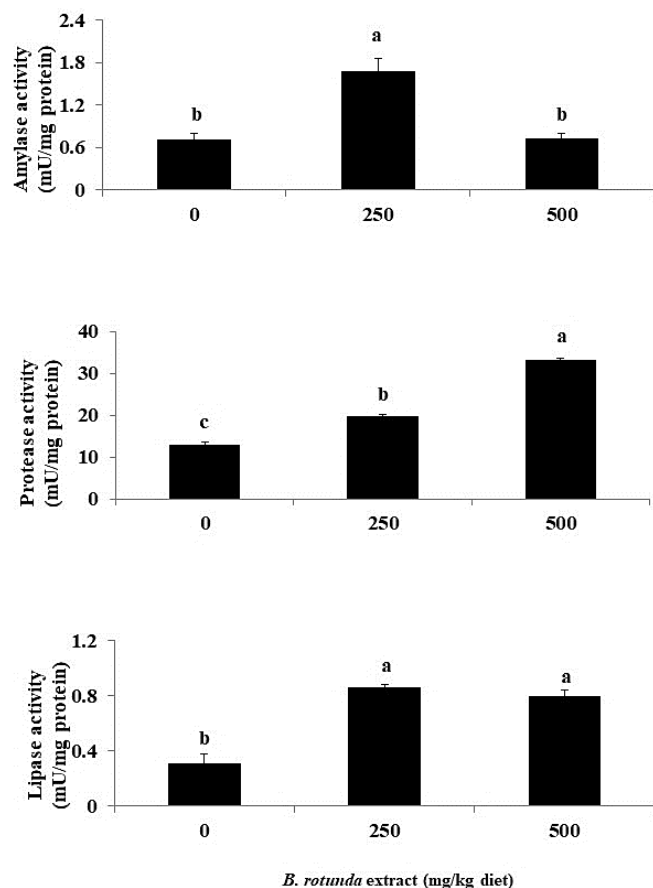 Amylase activity
(mU/mg protein)
2.4
1.8
1.2
0.6
0
b
a
b
0
250
500
Protease activity
(mU/mg protein)
40
30
20
10
0
c
b
a
0
250
500
Lipase activity
(mU/mg protein)
1.2
0.8
0.4
0
b
a
a
0
250
500
B. rotunda extract (mg/kg diet)